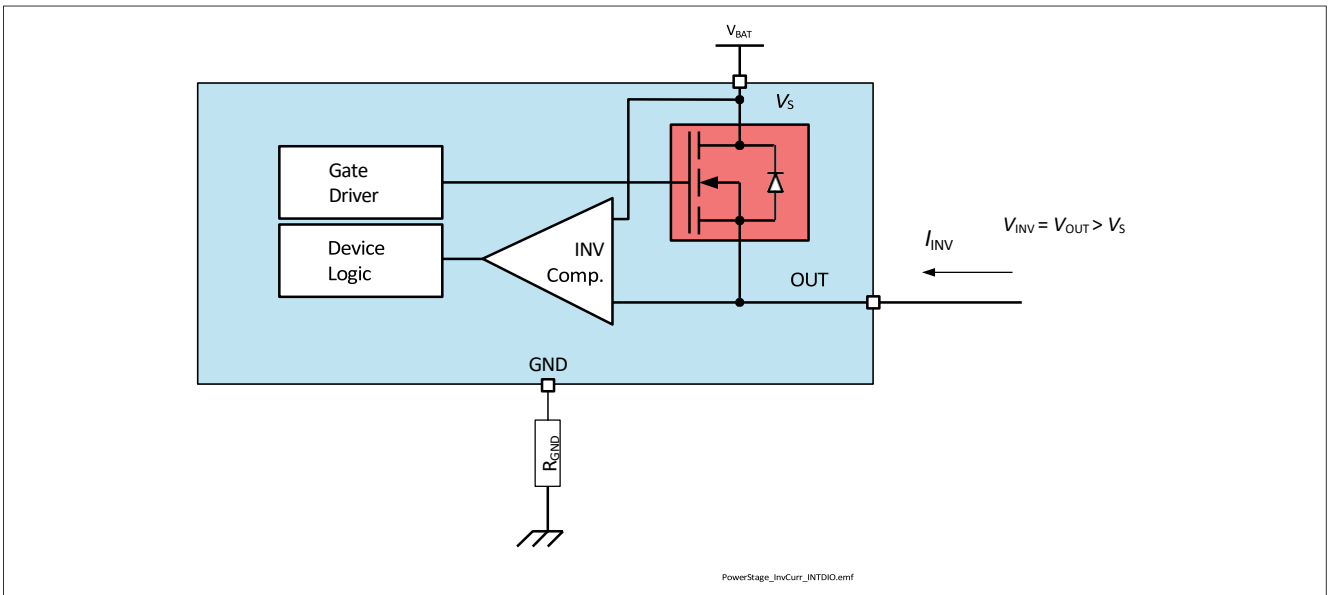 VBAT
VS
Gate
Driver
Device
Logic
INV
Comp.
OUT
IINV
VINV = VOUT > VS
GND
RGND
PowerStage_InvCurr_INTDIO.emf